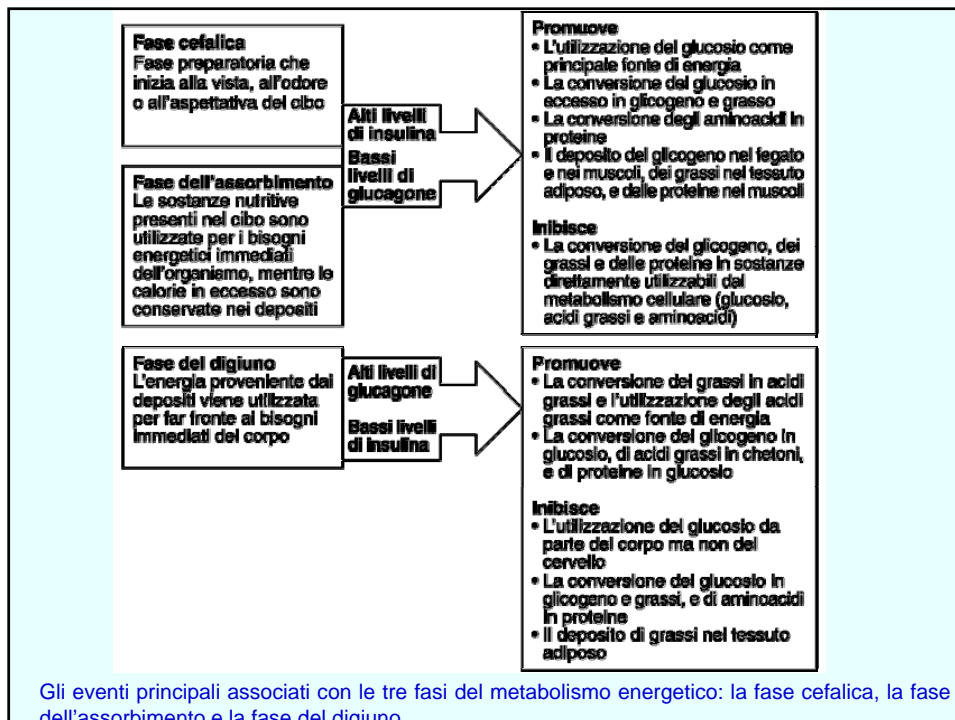 Fase cefalica
Fase preparatoria che
inizia alla vista, all'odore
o all'aspettativa del cibo
Fase dell'assorbimento
Le sostanze nutritive
presenti nel cibo sono
utilizzate per i bisogni
energetici immediati
dell'organismo, mentre le
calorie in eccesso sono
conservate nei depositi
Alti livelli
di insulina
Bassi
livelli di
glucagone
Promuove
• L'utilizzazione del glucosio come
principale fonte di energia
• La conversione del glucosio in
eccesso in glicogeno e grasso
• La conversione degli aminoacidi in
proteine
• Il deposito del glicogeno nel fegato
e nei muscoli, dei grassi nel tessuto
adiposo, e delle proteine nei muscoli
Inibisce
• La conversione del glicogeno, dei
grassi e delle proteine in sostanze
direttamente utilizzabili dal
metabolismo cellulare (glucosio,
acidi grassi e aminoacidi)
Fase del digiuno
L'energia proveniente dai
depositi viene utilizzata
per far fronte ai bisogni
immediati del corpo
Alti livelli di
glucagone
Bassi livelli
di insulina
Promuove
• La conversione dei grassi in acidi
grassi e l'utilizzazione degli acidi
grassi come fonte di energia
• La conversione del glicogeno in
glucosio, di acidi grassi in chetoni,
e di proteine in glucosio
Inibisce
• L'utilizzazione del glucosio da
parte del corpo ma non del
cervello
• La conversione del glucosio in
glicogeno e grassi, e di aminoacidi
in proteine
• Il deposito di grassi nel tessuto
adiposo
Gli eventi principali associati con le tre fasi del metabolismo energetico: la fase cefalica, la fase
dell'assorbimento e la fase del digiuno